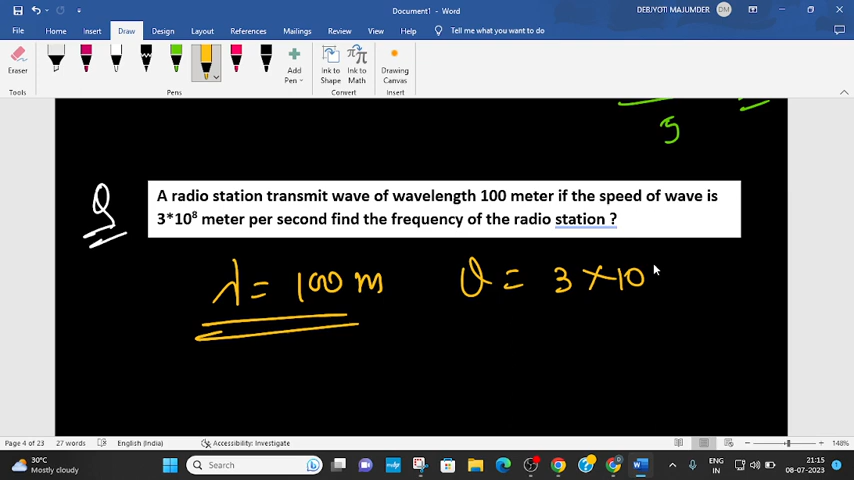 Document1 - Word
DEBJYOTI MAJUMDER DM
File Home Insert Draw Design Layout References Mailings Review View Help Tell me what you want to do
Eraser
Add Pen
Ink to Shape
Ink to Math
Drawing Canvas
Tools Pens Convert Insert
5
Q
A radio station transmit wave of wavelength 100 meter if the speed of wave is
3*10⁸ meter per second find the frequency of the radio station ?
λ = 100 m
v = 3 × 10
Page 4 of 23 27 words English (India) Accessibility: Investigate 148%
30°C
Mostly cloudy
Search
ENG
IN
21:15
08-07-2023